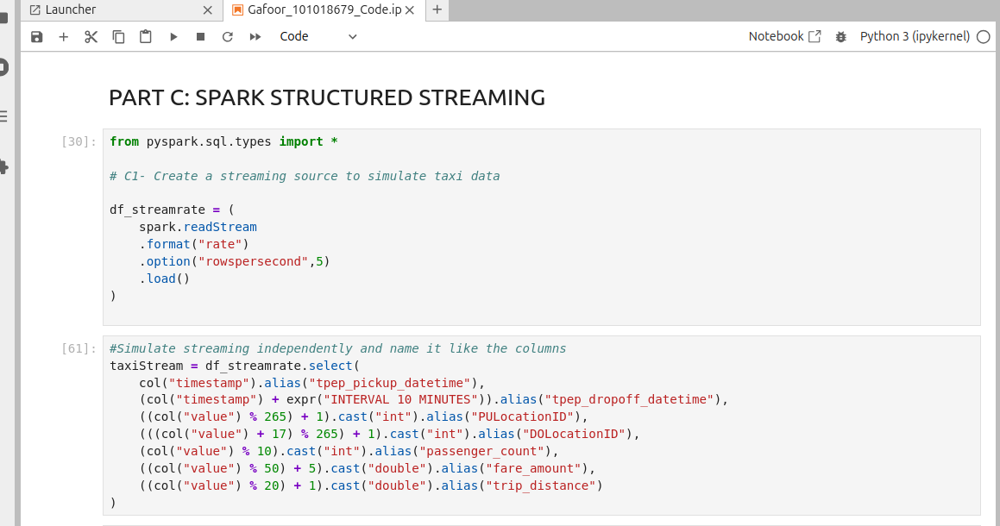 Launcher
Gafoor_101018679_Code.ip
Code
Notebook
Python 3 (ipykernel)
PART C: SPARK STRUCTURED STREAMING
[30]:
from pyspark.sql.types import *
# C1- Create a streaming source to simulate taxi data
df_streamrate = (
    spark.readStream
    .format("rate")
    .option("rowspersecond",5)
    .load()
)
[61]:
#Simulate streaming independently and name it like the columns
taxiStream = df_streamrate.select(
    col("timestamp").alias("tpep_pickup_datetime"),
    (col("timestamp") + expr("INTERVAL 10 MINUTES")).alias("tpep_dropoff_datetime"),
    ((col("value") % 265) + 1).cast("int").alias("PULocationID"),
    (((col("value") + 17) % 265) + 1).cast("int").alias("DOLocationID"),
    (col("value") % 10).cast("int").alias("passenger_count"),
    ((col("value") % 50) + 5).cast("double").alias("fare_amount"),
    ((col("value") % 20) + 1).cast("double").alias("trip_distance")
)